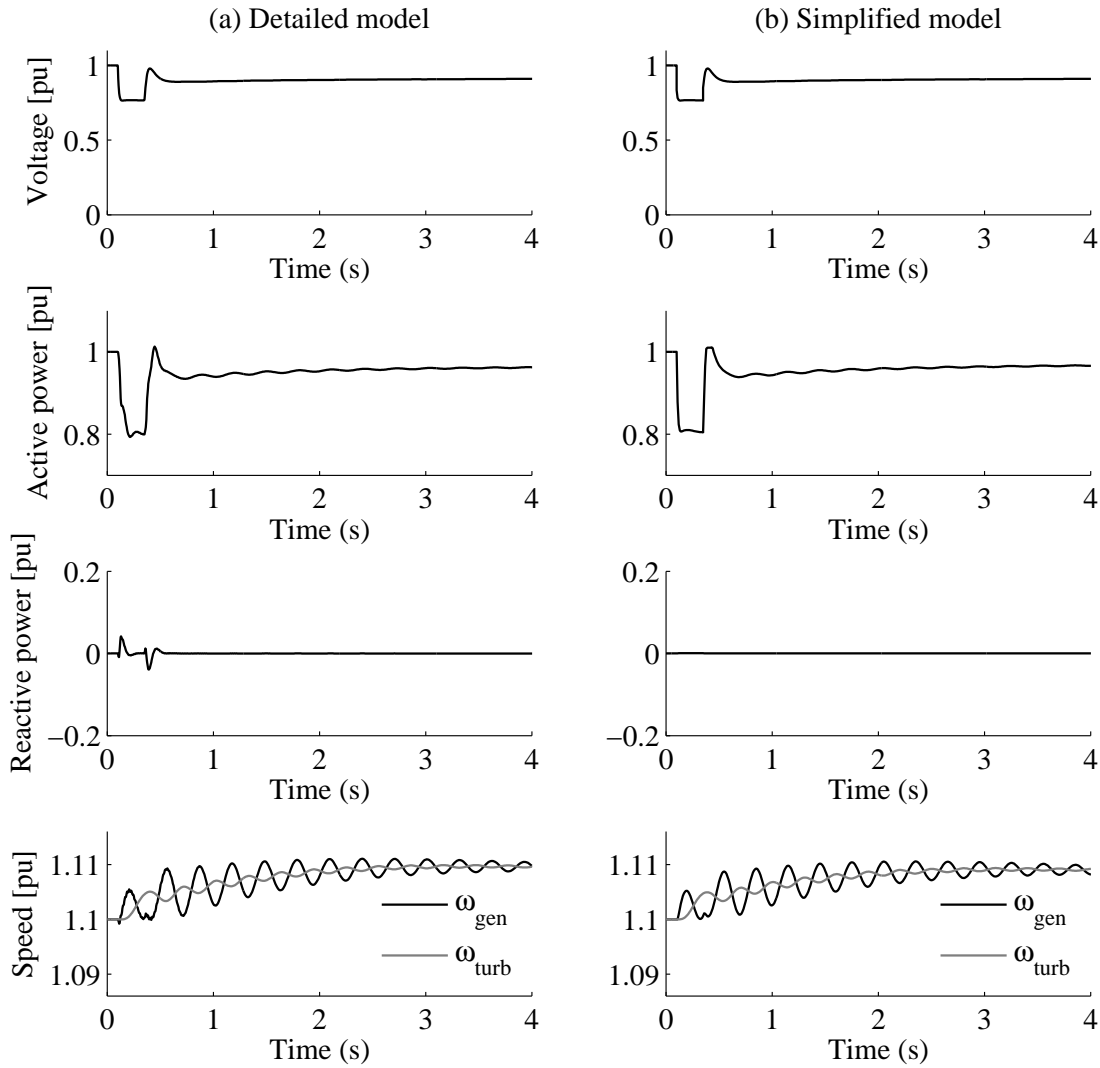 (a) Detailed model
(b) Simplified model
Voltage [pu]
1
0.5
0
0 1 2 3 4
Time (s)
1
0.5
0
0 1 2 3 4
Time (s)
Active power [pu]
1
0.8
0 1 2 3 4
Time (s)
1
0.8
0 1 2 3 4
Time (s)
Reactive power [pu]
0.2
0
−0.2
0 1 2 3 4
Time (s)
0.2
0
−0.2
0 1 2 3 4
Time (s)
Speed [pu]
1.11
1.1
1.09
ω_gen
ω_turb
0 1 2 3 4
Time (s)
1.11
1.1
1.09
ω_gen
ω_turb
0 1 2 3 4
Time (s)